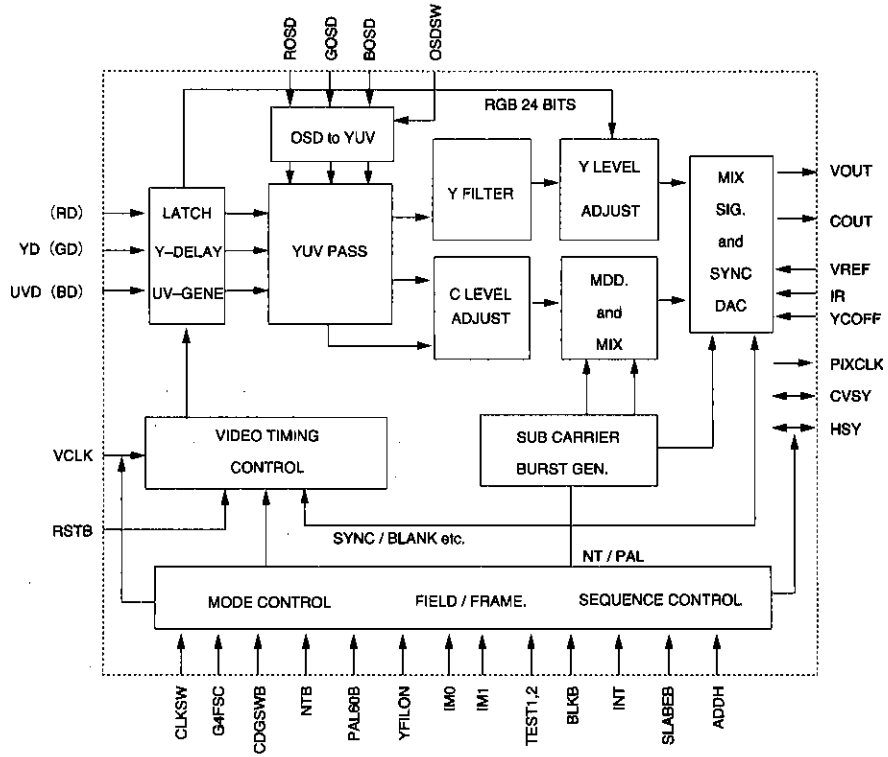 ROSD
GOSD
BOSD
OSDSW
RGB 24 BITS
OSD to YUV
(RD)
YD (GD)
UVD (BD)
LATCH
Y-DELAY
UV-GENE
YUV PASS
Y FILTER
Y LEVEL
ADJUST
C LEVEL
ADJUST
MDD.
and
MIX
MIX
SIG.
and
SYNC
DAC
VOUT
COUT
VREF
IR
YCOFF
PIXCLK
CVSY
HSY
VCLK
RSTB
VIDEO TIMING
CONTROL
SUB CARRIER
BURST GEN.
SYNC / BLANK etc.
NT / PAL
MODE CONTROL
FIELD / FRAME.
SEQUENCE CONTROL.
CLKSW
G4FSC
CDGSWB
NTB
PAL60B
YFILON
IM0
IM1
TEST1,2
BLKB
INT
SLABEB
ADDH